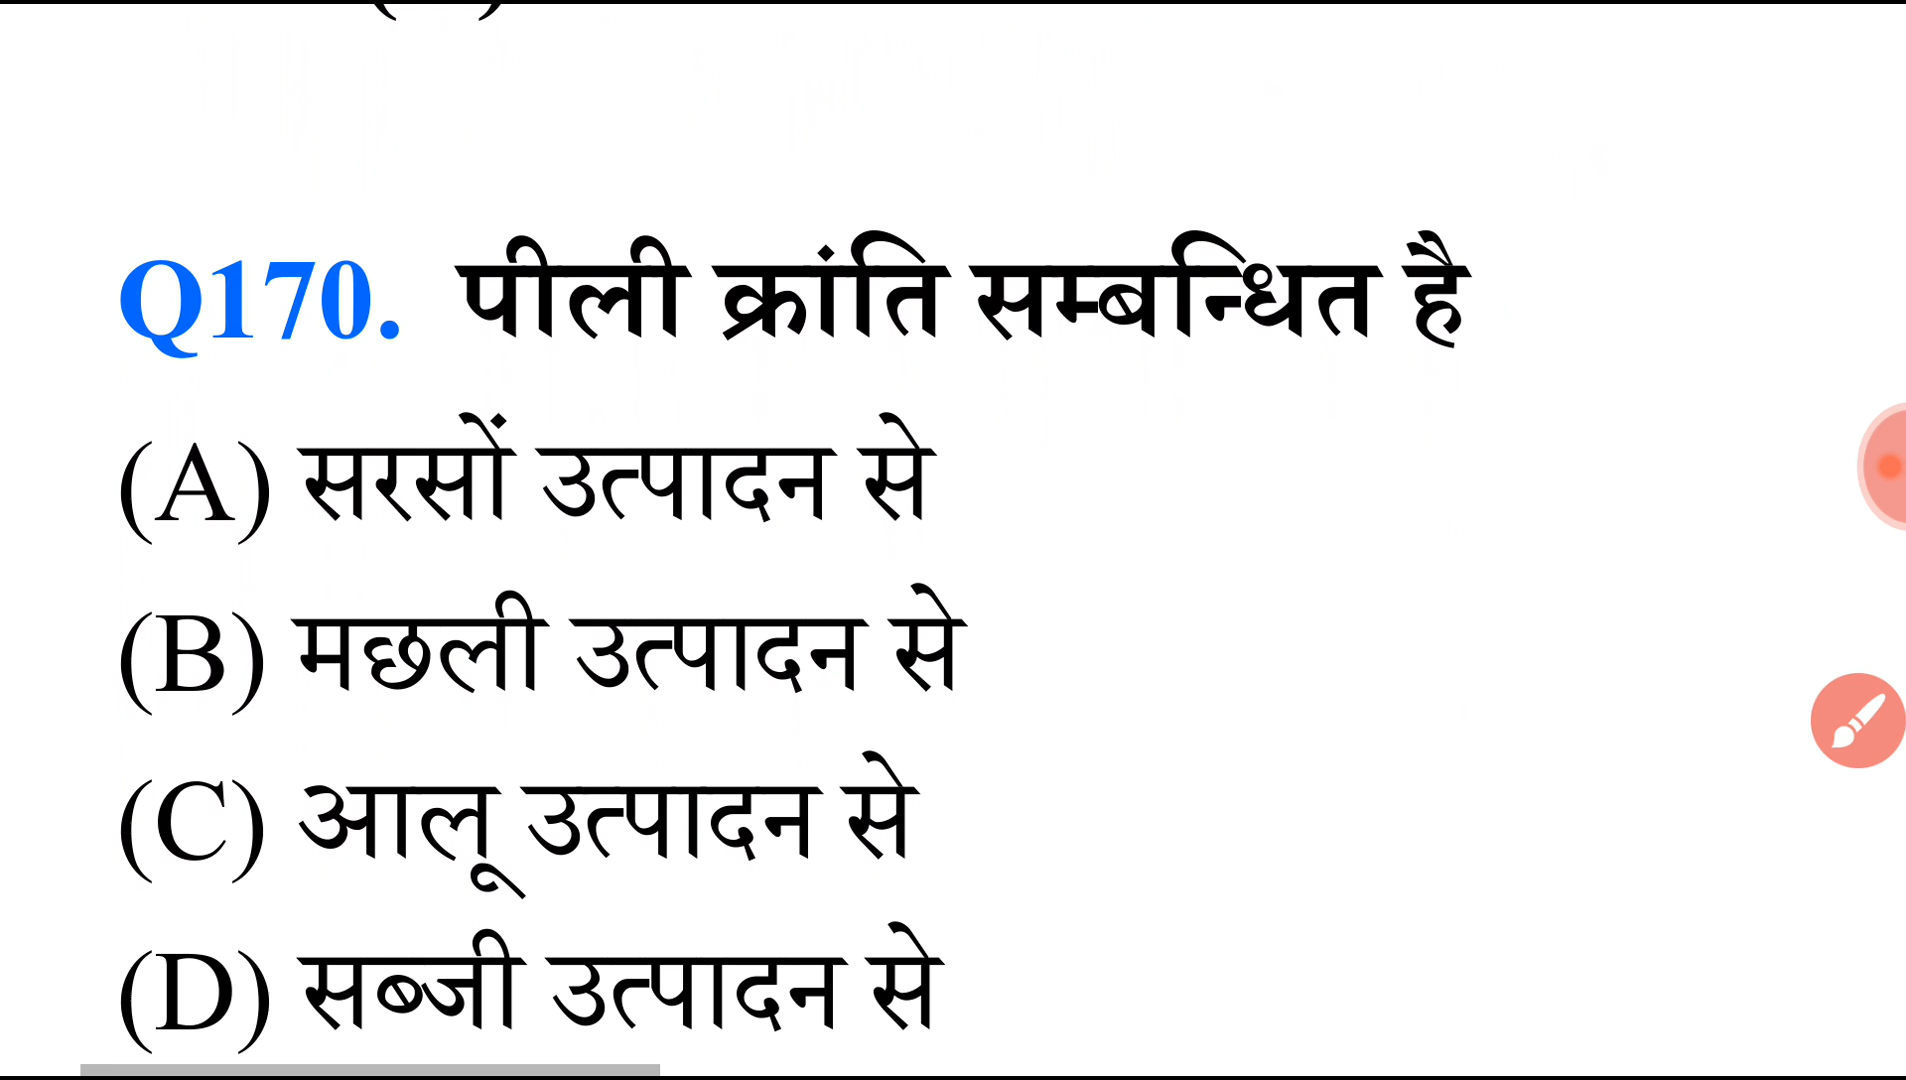 Q170. पीली क्रांति सम्बन्धित है
(A) सरसों उत्पादन से
(B) मछली उत्पादन से
(C) आलू उत्पादन से
(D) सब्जी उत्पादन से